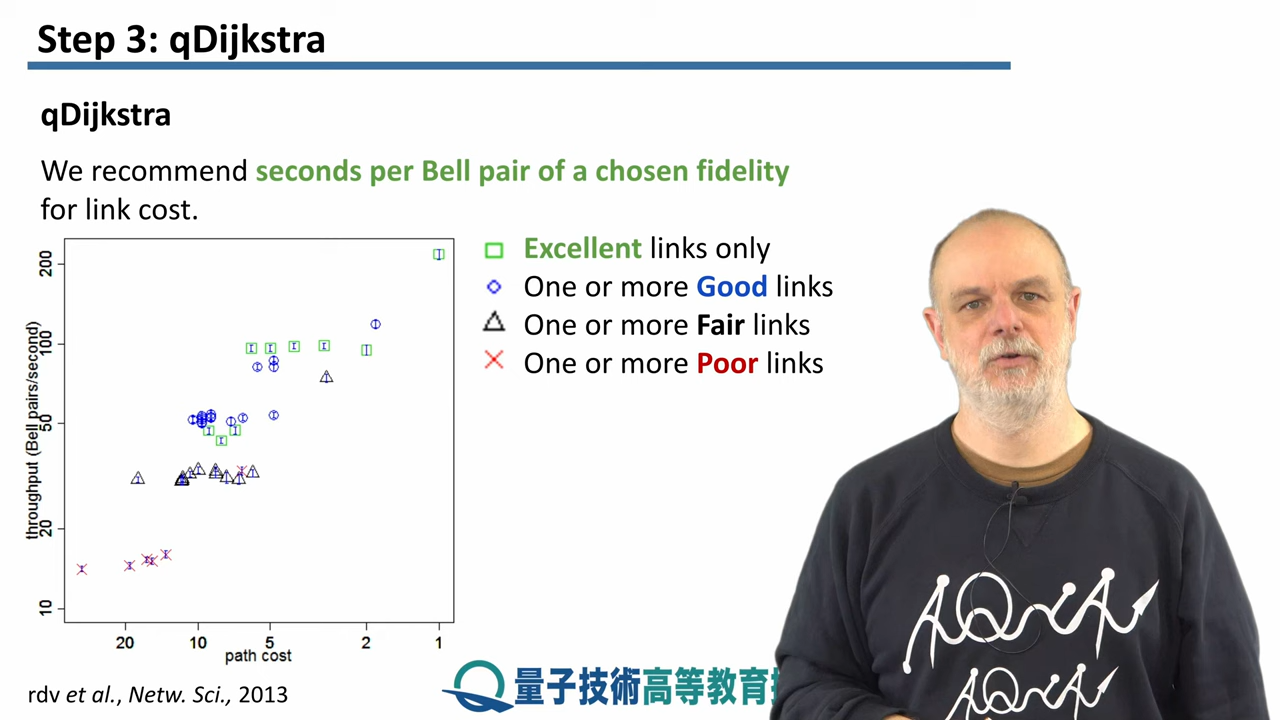 Step 3: qDijkstra
qDijkstra
We recommend seconds per Bell pair of a chosen fidelity
for link cost.
Excellent links only
One or more Good links
One or more Fair links
One or more Poor links
throughput (Bell pairs/second)
200
100
50
20
10
20 10 5 2 1
path cost
rdv et al., Netw. Sci., 2013
量子技術高等教育
AQUA
AQUA